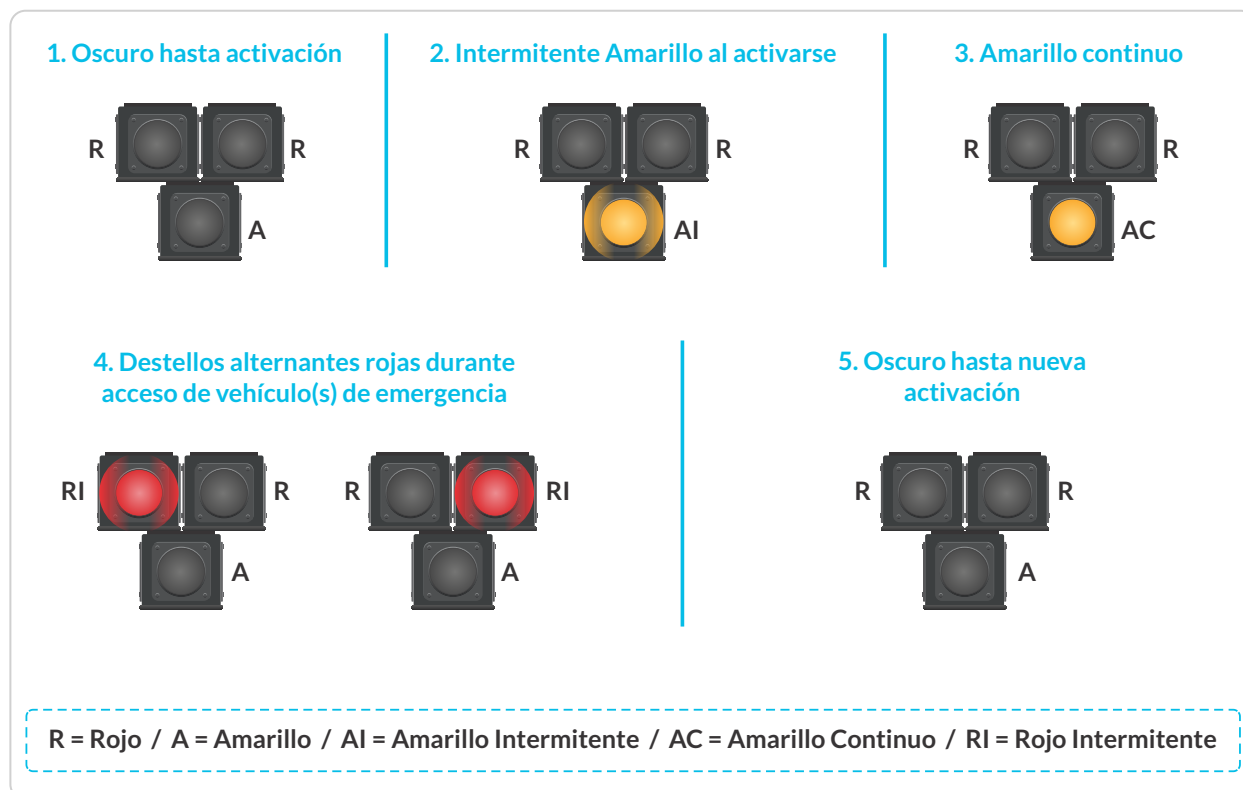 1. Oscuro hasta activación
2. Intermitente Amarillo al activarse
3. Amarillo continuo
R
R
A
R
R
AI
R
R
AC
4. Destellos alternantes rojas durante
acceso de vehículo(s) de emergencia
5. Oscuro hasta nueva
activación
RI
R
A
R
RI
A
R
R
A
R = Rojo / A = Amarillo / AI = Amarillo Intermitente / AC = Amarillo Continuo / RI = Rojo Intermitente